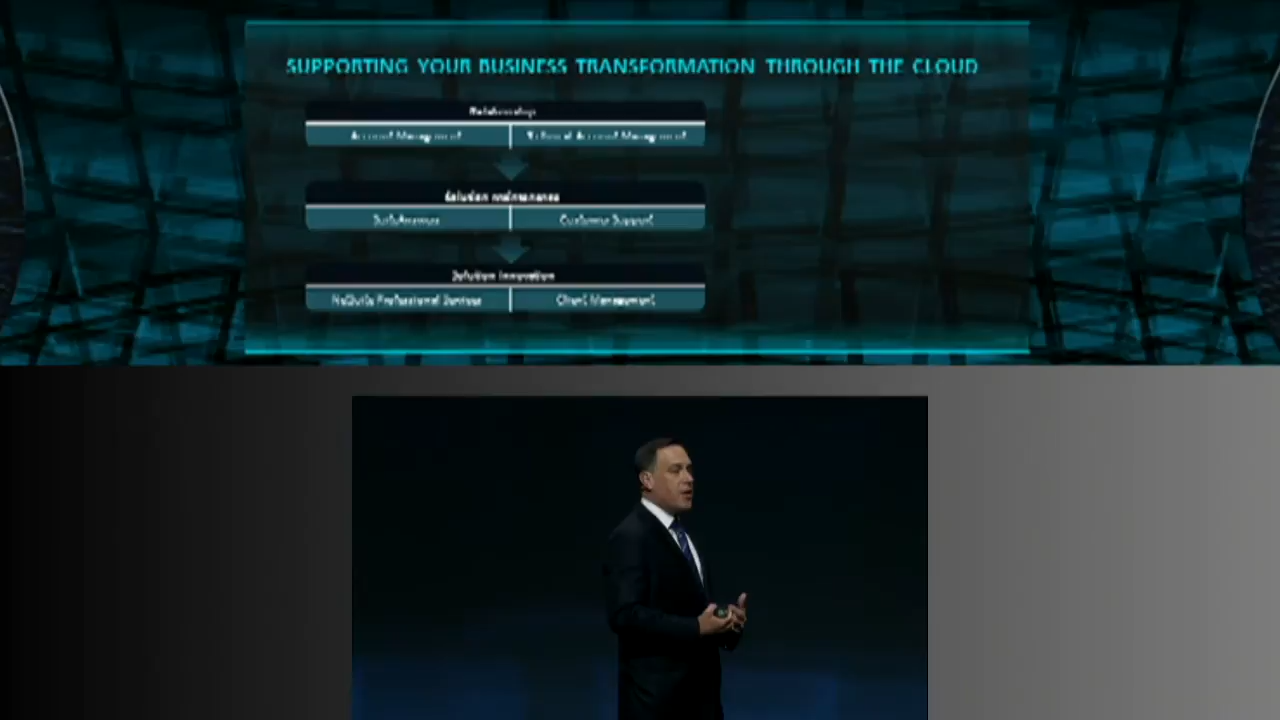 SUPPORTING YOUR BUSINESS TRANSFORMATION THROUGH THE CLOUD
Relationship
Account Management Technical Account Management
Solution Maintenance
SuiteAnswers Customer Support
Solution Innovation
NetSuite Professional Services Client Management